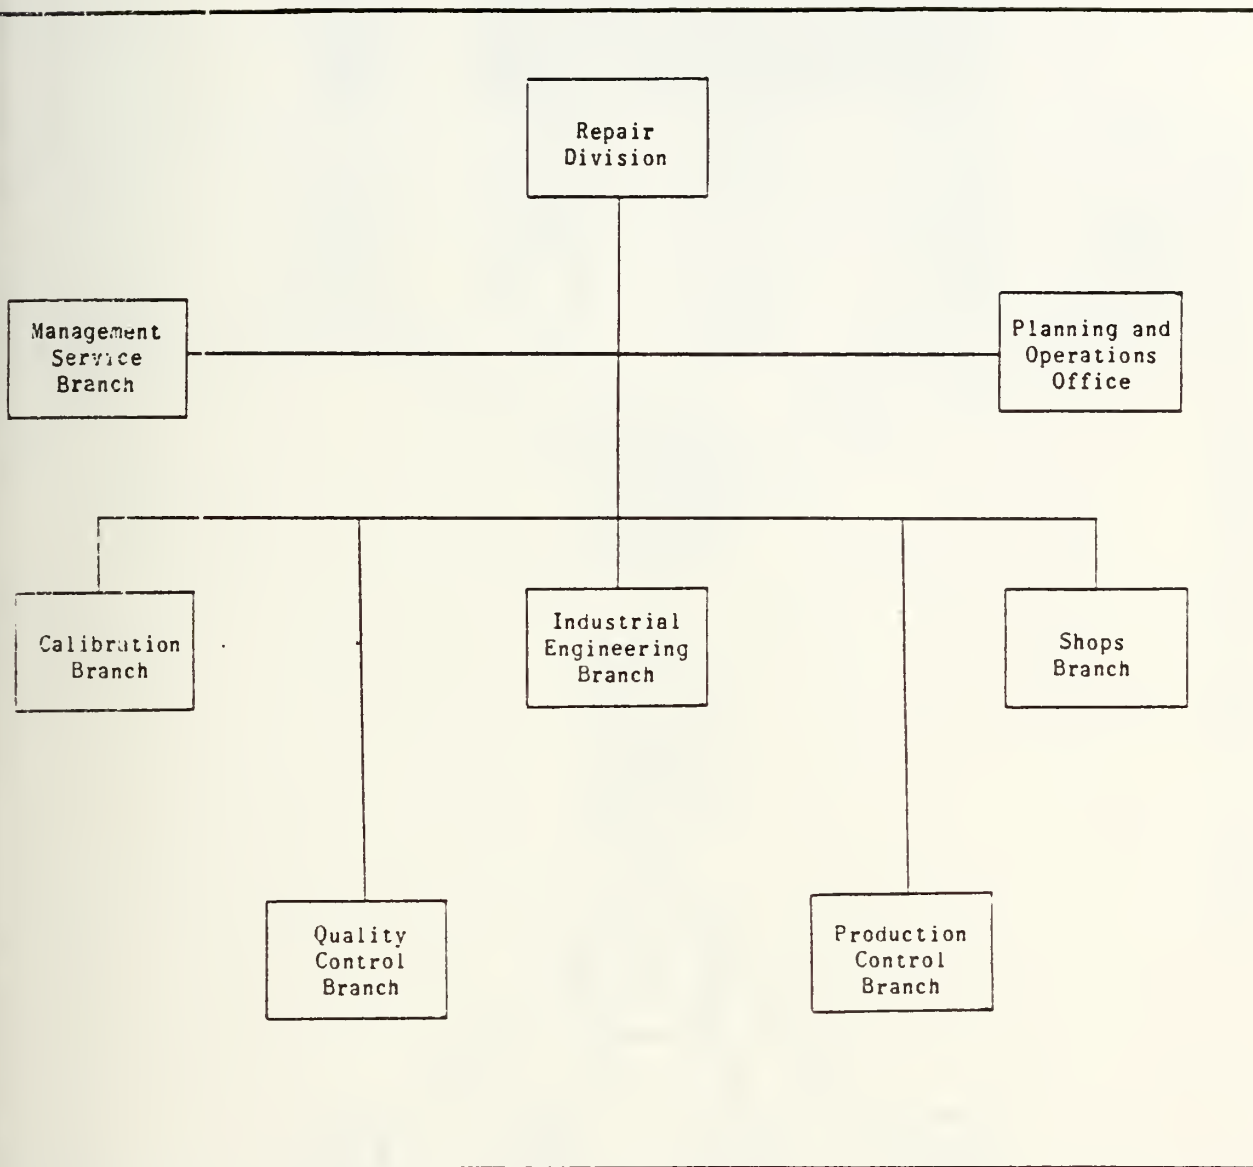 Repair
Division
Management
Service
Branch
Planning and
Operations
Office
Calibration
Branch
Industrial
Engineering
Branch
Shops
Branch
Quality
Control
Branch
Production
Control
Branch